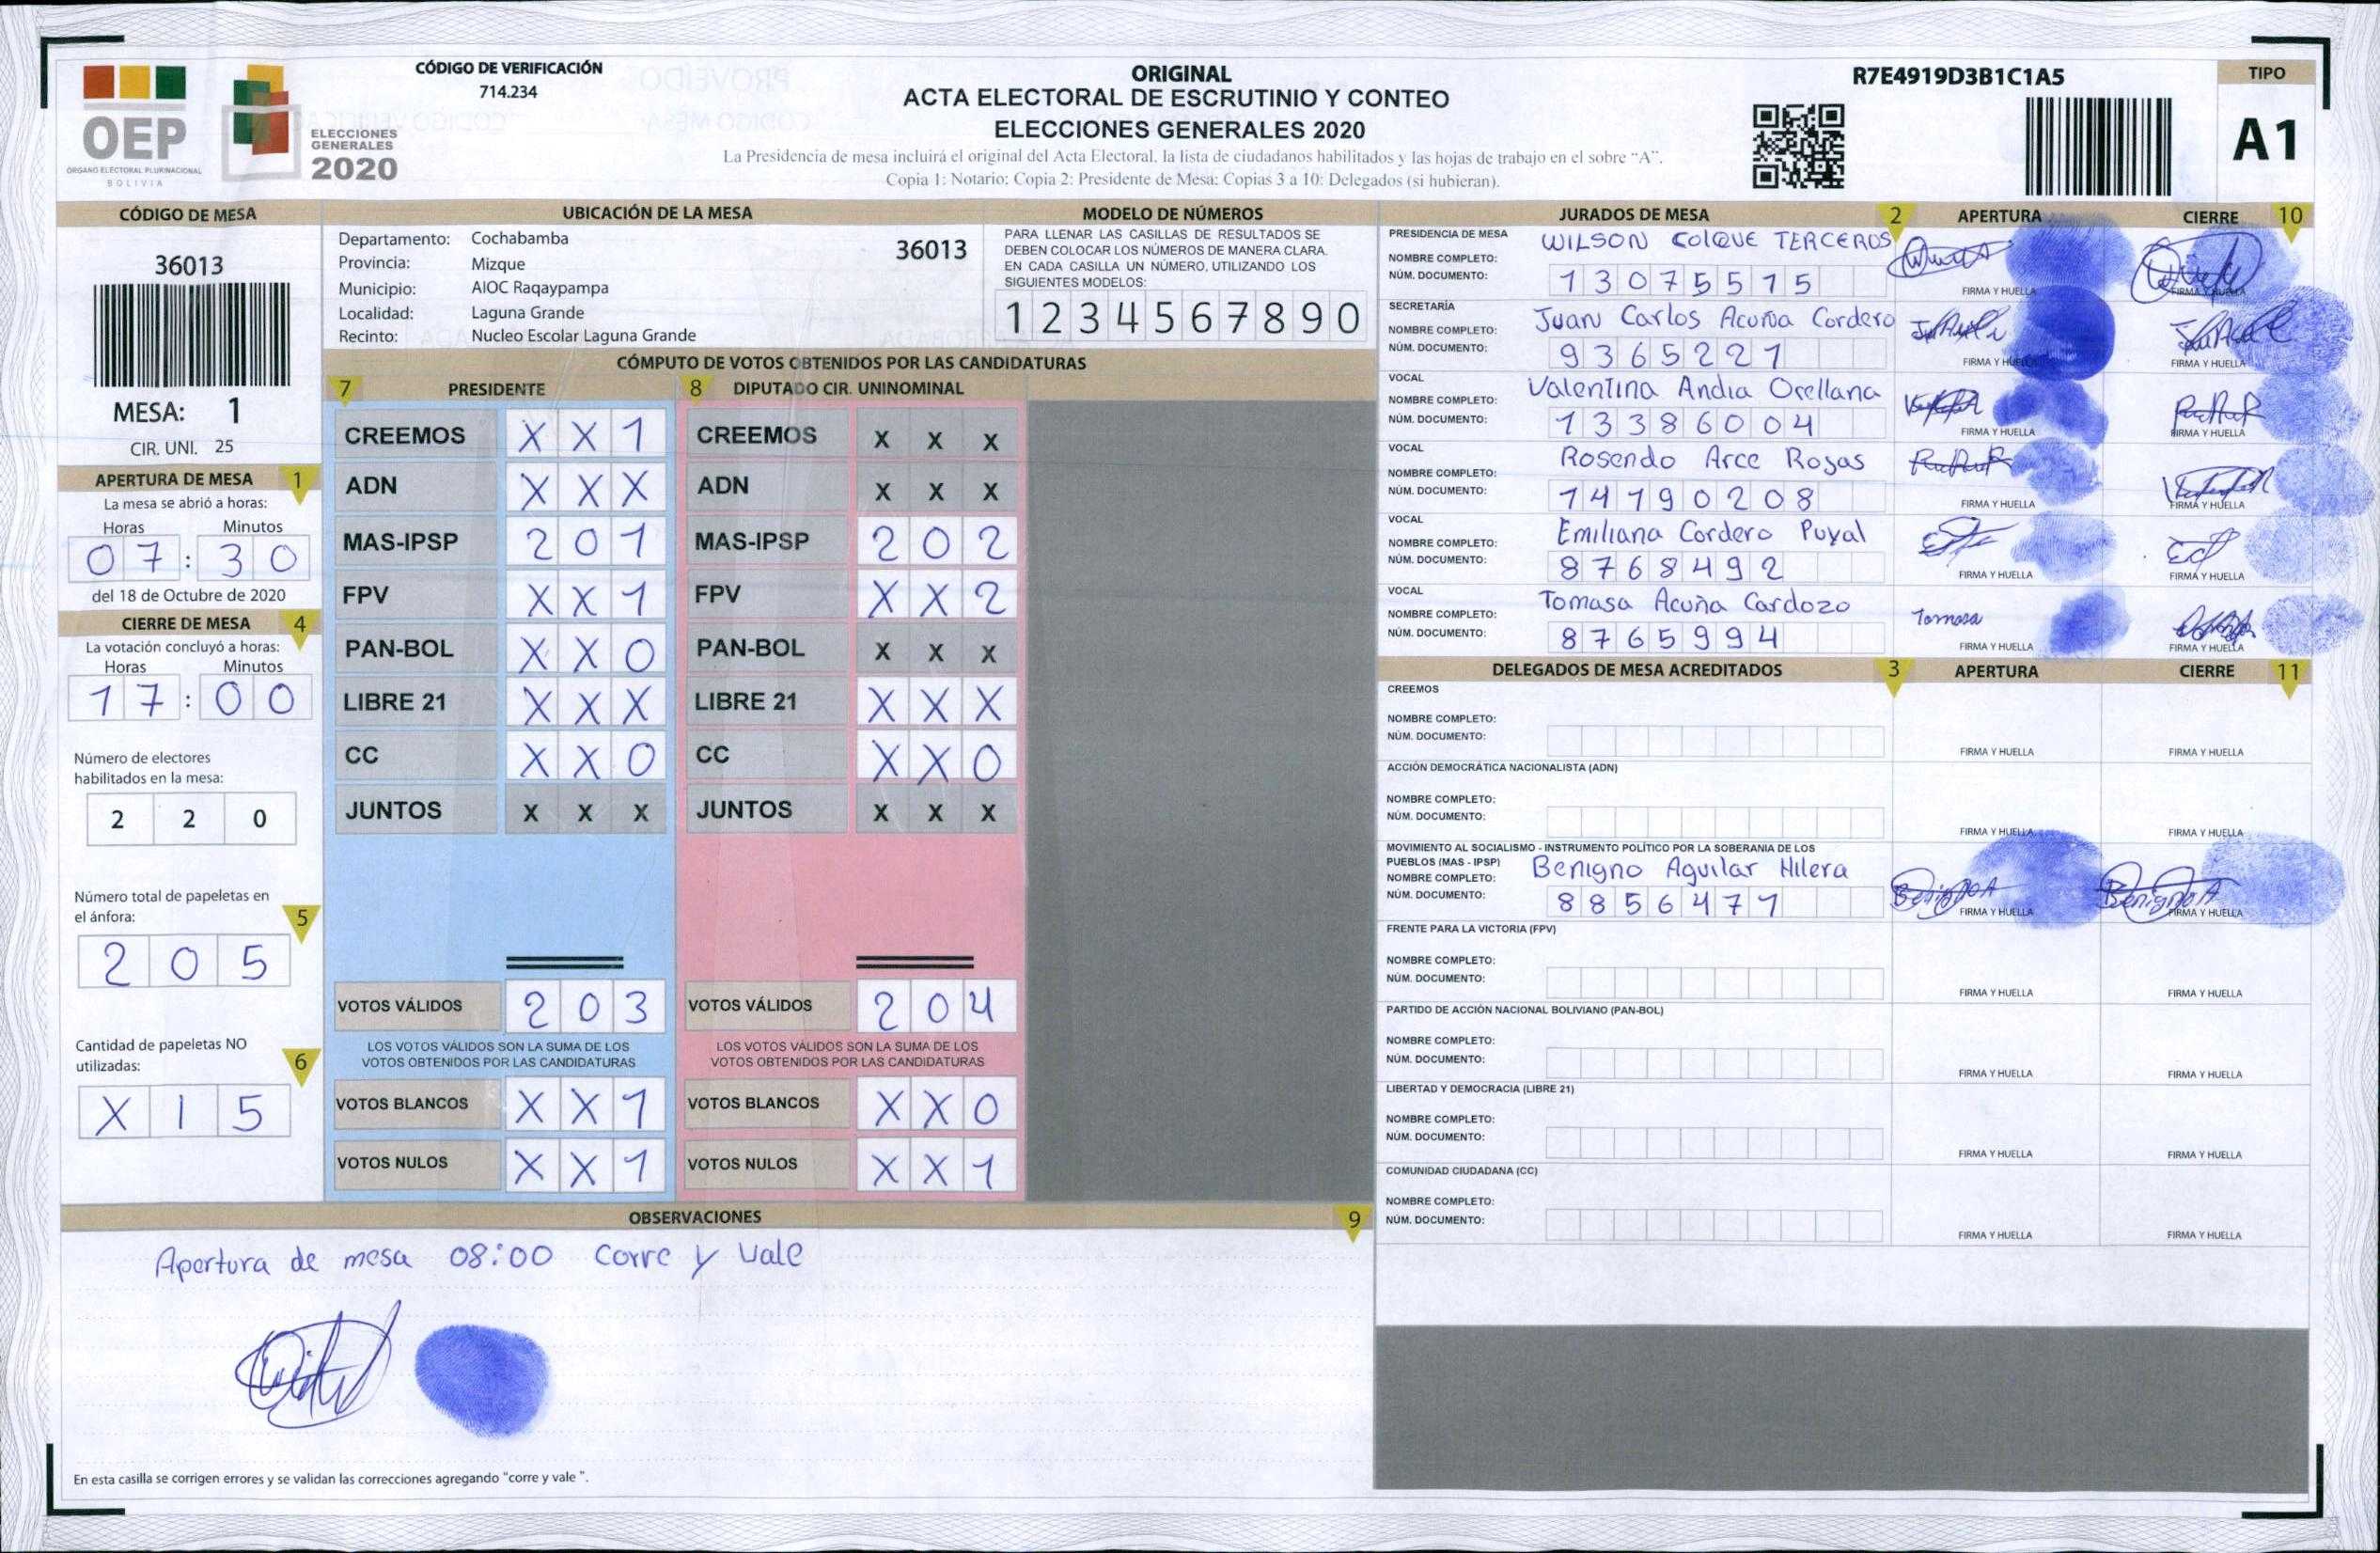 CÓDIGO DE VERIFICACIÓN
714.234
OEP
ÓRGANO ELECTORAL PLURINACIONAL
BOLIVIA
ELECCIONES
GENERALES
2020
ORIGINAL
ACTA ELECTORAL DE ESCRUTINIO Y CONTEO
ELECCIONES GENERALES 2020
La Presidencia de mesa incluirá el original del Acta Electoral, la lista de ciudadanos habilitados y las hojas de trabajo en el sobre "A".
Copia 1: Notario; Copia 2: Presidente de Mesa; Copias 3 a 10: Delegados (si hubieran).
R7E4919D3B1C1A5
TIPO
A1
CÓDIGO DE MESA
36013
MESA: 1
CIR. UNI. 25
APERTURA DE MESA 1
La mesa se abrió a horas:
Horas Minutos
07:30
del 18 de Octubre de 2020
CIERRE DE MESA 4
La votación concluyó a horas:
Horas Minutos
17:00
Número de electores
habilitados en la mesa:
2 2 0
Número total de papeletas en
el ánfora: 5
2 0 5
Cantidad de papeletas NO
utilizadas: 6
X 1 5
UBICACIÓN DE LA MESA
Departamento: Cochabamba 36013
Provincia: Mizque
Municipio: AIOC Raqaypampa
Localidad: Laguna Grande
Recinto: Nucleo Escolar Laguna Grande
MODELO DE NÚMEROS
PARA LLENAR LAS CASILLAS DE RESULTADOS SE
DEBEN COLOCAR LOS NÚMEROS DE MANERA CLARA.
EN CADA CASILLA UN NÚMERO, UTILIZANDO LOS
SIGUIENTES MODELOS:
1 2 3 4 5 6 7 8 9 0
CÓMPUTO DE VOTOS OBTENIDOS POR LAS CANDIDATURAS
7 PRESIDENTE 8 DIPUTADO CIR. UNINOMINAL
CREEMOS X X 1 CREEMOS X X X
ADN X X X ADN X X X
MAS-IPSP 2 0 1 MAS-IPSP 2 0 2
FPV X X 1 FPV X X 2
PAN-BOL X X 0 PAN-BOL X X X
LIBRE 21 X X X LIBRE 21 X X X
CC X X 0 CC X X 0
JUNTOS X X X JUNTOS X X X
VOTOS VÁLIDOS 2 0 3 VOTOS VÁLIDOS 2 0 4
LOS VOTOS VÁLIDOS SON LA SUMA DE LOS LOS VOTOS VÁLIDOS SON LA SUMA DE LOS
VOTOS OBTENIDOS POR LAS CANDIDATURAS VOTOS OBTENIDOS POR LAS CANDIDATURAS
VOTOS BLANCOS X X 1 VOTOS BLANCOS X X 0
VOTOS NULOS X X 1 VOTOS NULOS X X 1
OBSERVACIONES 9
Apertura de mesa 08:00 Corre y Vale
En esta casilla se corrigen errores y se validan las correcciones agregando "corre y vale ".
JURADOS DE MESA 2 APERTURA CIERRE 10
PRESIDENCIA DE MESA WILSON COLQUE TERCEROS
NOMBRE COMPLETO:
NÚM. DOCUMENTO: 13075515 FIRMA Y HUELLA FIRMA Y HUELLA
SECRETARÍA
NOMBRE COMPLETO: Juan Carlos Acuña Cordero
NÚM. DOCUMENTO: 9365221 FIRMA Y HUELLA FIRMA Y HUELLA
VOCAL
NOMBRE COMPLETO: Valentina Andia Orellana
NÚM. DOCUMENTO: 13386004 FIRMA Y HUELLA FIRMA Y HUELLA
VOCAL
NOMBRE COMPLETO: Rosendo Arce Rojas
NÚM. DOCUMENTO: 14190208 FIRMA Y HUELLA FIRMA Y HUELLA
VOCAL
NOMBRE COMPLETO: Emiliana Cordero Puyal
NÚM. DOCUMENTO: 8768492 FIRMA Y HUELLA FIRMA Y HUELLA
VOCAL
NOMBRE COMPLETO: Tomasa Acuña Cardozo Tomasa
NÚM. DOCUMENTO: 8765994 FIRMA Y HUELLA FIRMA Y HUELLA
DELEGADOS DE MESA ACREDITADOS 3 APERTURA CIERRE 11
CREEMOS
NOMBRE COMPLETO:
NÚM. DOCUMENTO: FIRMA Y HUELLA FIRMA Y HUELLA
ACCIÓN DEMOCRÁTICA NACIONALISTA (ADN)
NOMBRE COMPLETO:
NÚM. DOCUMENTO: FIRMA Y HUELLA FIRMA Y HUELLA
MOVIMIENTO AL SOCIALISMO - INSTRUMENTO POLÍTICO POR LA SOBERANIA DE LOS
PUEBLOS (MAS - IPSP)
NOMBRE COMPLETO: Benigno Aguilar Hilera
NÚM. DOCUMENTO: 8856471 BenignoA FIRMA Y HUELLA BenignoA FIRMA Y HUELLA
FRENTE PARA LA VICTORIA (FPV)
NOMBRE COMPLETO:
NÚM. DOCUMENTO: FIRMA Y HUELLA FIRMA Y HUELLA
PARTIDO DE ACCIÓN NACIONAL BOLIVIANO (PAN-BOL)
NOMBRE COMPLETO:
NÚM. DOCUMENTO: FIRMA Y HUELLA FIRMA Y HUELLA
LIBERTAD Y DEMOCRACIA (LIBRE 21)
NOMBRE COMPLETO:
NÚM. DOCUMENTO: FIRMA Y HUELLA FIRMA Y HUELLA
COMUNIDAD CIUDADANA (CC)
NOMBRE COMPLETO:
NÚM. DOCUMENTO: FIRMA Y HUELLA FIRMA Y HUELLA